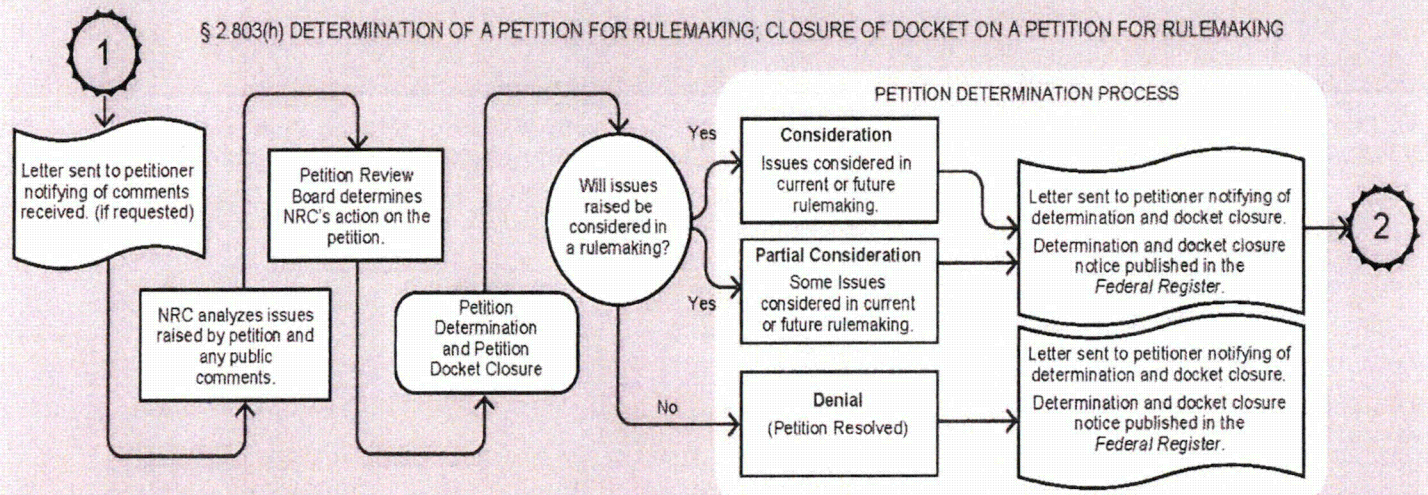 § 2.803(h) DETERMINATION OF A PETITION FOR RULEMAKING; CLOSURE OF DOCKET ON A PETITION FOR RULEMAKING
1
Letter sent to petitioner
notifying of comments
received. (if requested)
NRC analyzes issues
raised by petition and
any public
comments.
Petition Review
Board determines
NRC's action on the
petition.
Petition
Determination
and Petition
Docket Closure
Will issues
raised be
considered in
a rulemaking?
Yes
Yes
No
PETITION DETERMINATION PROCESS
Consideration
Issues considered in
current or future
rulemaking.
Partial Consideration
Some Issues
considered in current
or future rulemaking.
Denial
(Petition Resolved)
Letter sent to petitioner notifying of
determination and docket closure.
Determination and docket closure
notice published in the
Federal Register.
Letter sent to petitioner notifying of
determination and docket closure.
Determination and docket closure
notice published in the
Federal Register.
2